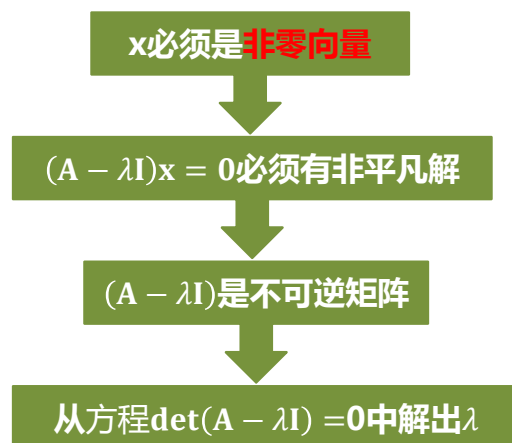 x必须是非零向量
(A − λI)x = 0必须有非平凡解
(A − λI)是不可逆矩阵
从方程det(A − λI) =0中解出λ